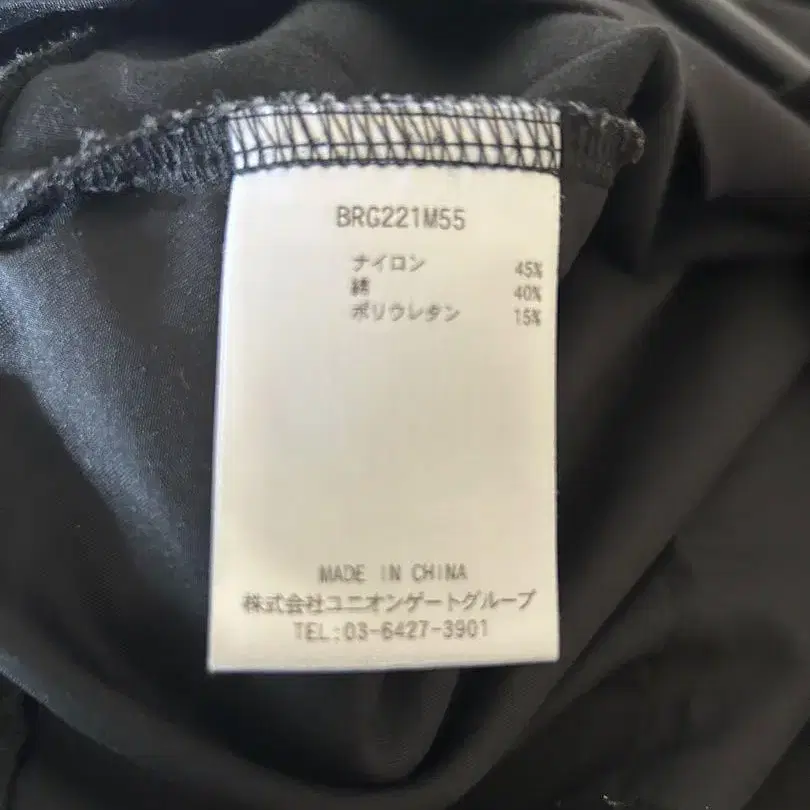 BRG221M55
ナイロン 45%
綿 40%
ポリウレタン 15%
MADE IN CHINA
株式会社ユニオンゲートグループ
TEL:03-6427-3901